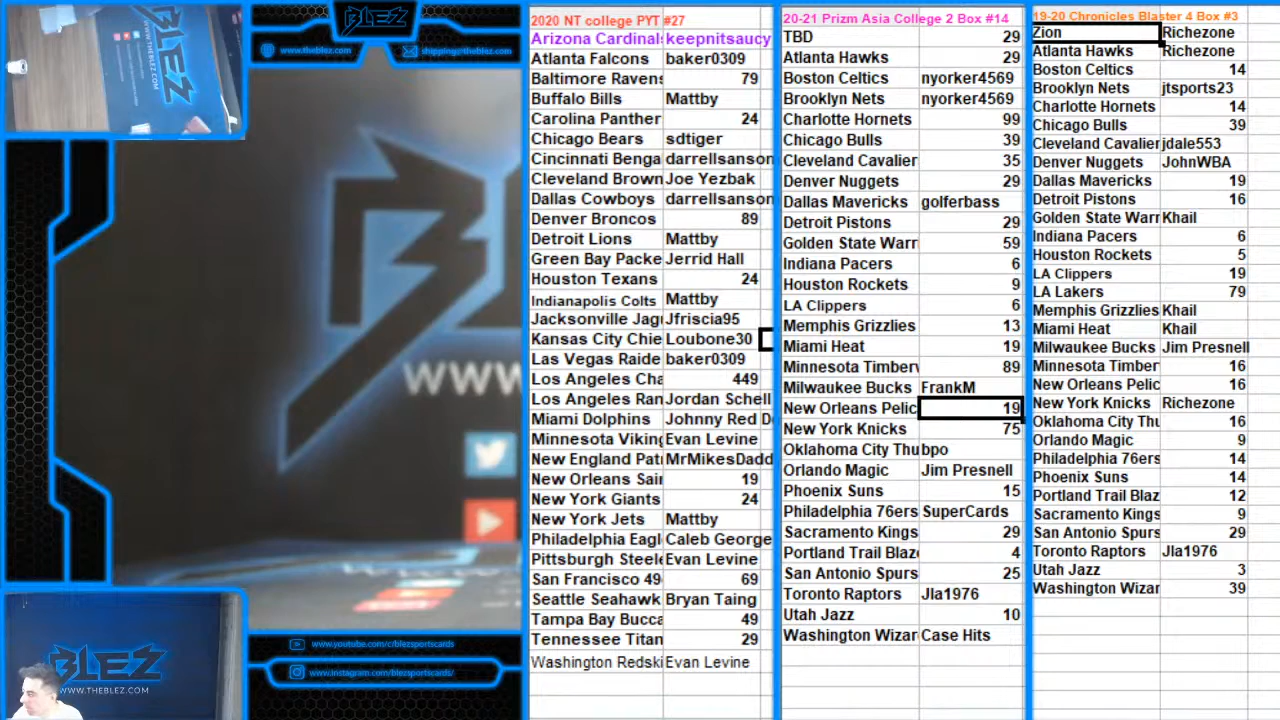 BLEZ
www.theblez.com
shipping@theblez.com
BLEZ
THEBLEZ.COM
WWW
www.youtube.com/c/blezsportscards
www.instagram.com/blezsportscards/
BLEZ
WWW.THEBLEZ.COM
2020 NT college PYT #27
Arizona Cardinals keepnitsaucy
Atlanta Falcons baker0309
Baltimore Ravens 79
Buffalo Bills Mattby
Carolina Panther 24
Chicago Bears sdtiger
Cincinnati Benga darrellsanson
Cleveland Brown Joe Yezbak
Dallas Cowboys darrellsanson
Denver Broncos 89
Detroit Lions Mattby
Green Bay Packe Jerrid Hall
Houston Texans 24
Indianapolis Colts Mattby
Jacksonville Jagu Jfriscia95
Kansas City Chie Loubone30
Las Vegas Raide baker0309
Los Angeles Cha 449
Los Angeles Ran Jordan Schell
Miami Dolphins Johnny Red D
Minnesota Viking Evan Levine
New England Pat MrMikesDadd
New Orleans Sai 19
New York Giants 24
New York Jets Mattby
Philadelphia Eagl Caleb George
Pittsburgh Steele Evan Levine
San Francisco 49 69
Seattle Seahawk Bryan Taing
Tampa Bay Bucca 49
Tennessee Titan 29
Washington Redski Evan Levine
20-21 Prizm Asia College 2 Box #14
TBD 29
Atlanta Hawks 29
Boston Celtics nyorker4569
Brooklyn Nets nyorker4569
Charlotte Hornets 99
Chicago Bulls 39
Cleveland Cavalier 35
Denver Nuggets 29
Dallas Mavericks golferbass
Detroit Pistons 29
Golden State Warr 59
Indiana Pacers 6
Houston Rockets 9
LA Clippers 6
Memphis Grizzlies 13
Miami Heat 19
Minnesota Timberv 89
Milwaukee Bucks FrankM
New Orleans Pelic 19
New York Knicks 75
Oklahoma City Thu bpo
Orlando Magic Jim Presnell
Phoenix Suns 15
Philadelphia 76ers SuperCards
Sacramento Kings 29
Portland Trail Blaze 4
San Antonio Spurs 25
Toronto Raptors Jla1976
Utah Jazz 10
Washington Wizar Case Hits
19-20 Chronicles Blaster 4 Box #3
Zion Richezone
Atlanta Hawks Richezone
Boston Celtics 14
Brooklyn Nets jtsports23
Charlotte Hornets 14
Chicago Bulls 39
Cleveland Cavalier jdale553
Denver Nuggets JohnWBA
Dallas Mavericks 19
Detroit Pistons 16
Golden State Warr Khail
Indiana Pacers 6
Houston Rockets 5
LA Clippers 19
LA Lakers 79
Memphis Grizzlies Khail
Miami Heat Khail
Milwaukee Bucks Jim Presnell
Minnesota Timber 16
New Orleans Pelic 16
New York Knicks Richezone
Oklahoma City Thu 16
Orlando Magic 9
Philadelphia 76ers 14
Phoenix Suns 14
Portland Trail Blaz 12
Sacramento Kings 9
San Antonio Spurs 29
Toronto Raptors Jla1976
Utah Jazz 3
Washington Wizar 39